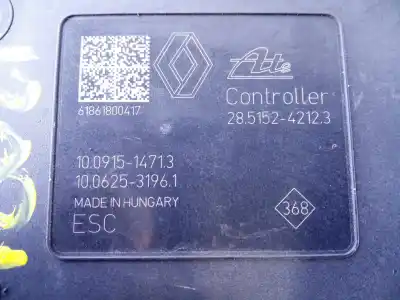 Ate
61861800417
Controller
28.5152-4212.3
10.0915-1471.3
10.0625-3196.1
MADE IN HUNGARY
ESC
368